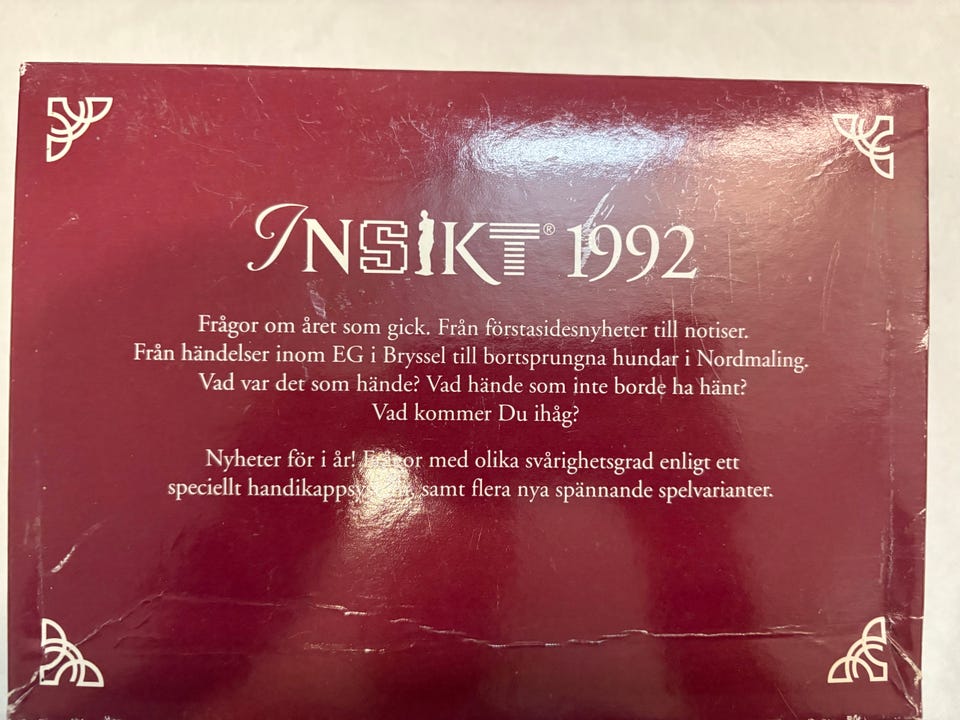 INSIKT® 1992
Frågor om året som gick. Från förstasidesnyheter till notiser.
Från händelser inom EG i Bryssel till bortsprungna hundar i Nordmaling.
Vad var det som hände? Vad hände som inte borde ha hänt?
Vad kommer Du ihåg?
Nyheter för i år! Frågor med olika svårighetsgrad enligt ett
speciellt handikappsystem, samt flera nya spännande spelvarianter.